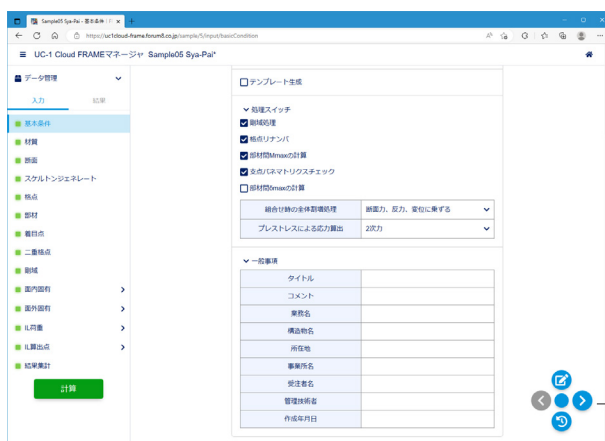 Sample05 Sya-Pai - 基本条件 | F
https://uc1cloud-frame.forum8.co.jp/sample/5/input/basicCondition
UC-1 Cloud FRAMEマネージャ Sample05 Sya-Pai*
データ管理
入力 結果
基本条件
材質
断面
スケルトンジェネレート
格点
部材
着目点
二重格点
剛域
面内固有
面外固有
IL荷重
IL算出点
結果集計
計算
テンプレート生成
処理スイッチ
剛域処理
格点リナンバ
部材間Mmaxの計算
支点バネマトリクスチェック
部材間δmaxの計算
組合せ時の全体割増処理 断面力、反力、変位に乗ずる
プレストレスによる応力算出 2次力
一般事項
タイトル
コメント
業務名
構造物名
所在地
事業所名
受注者名
管理技術者
作成年月日